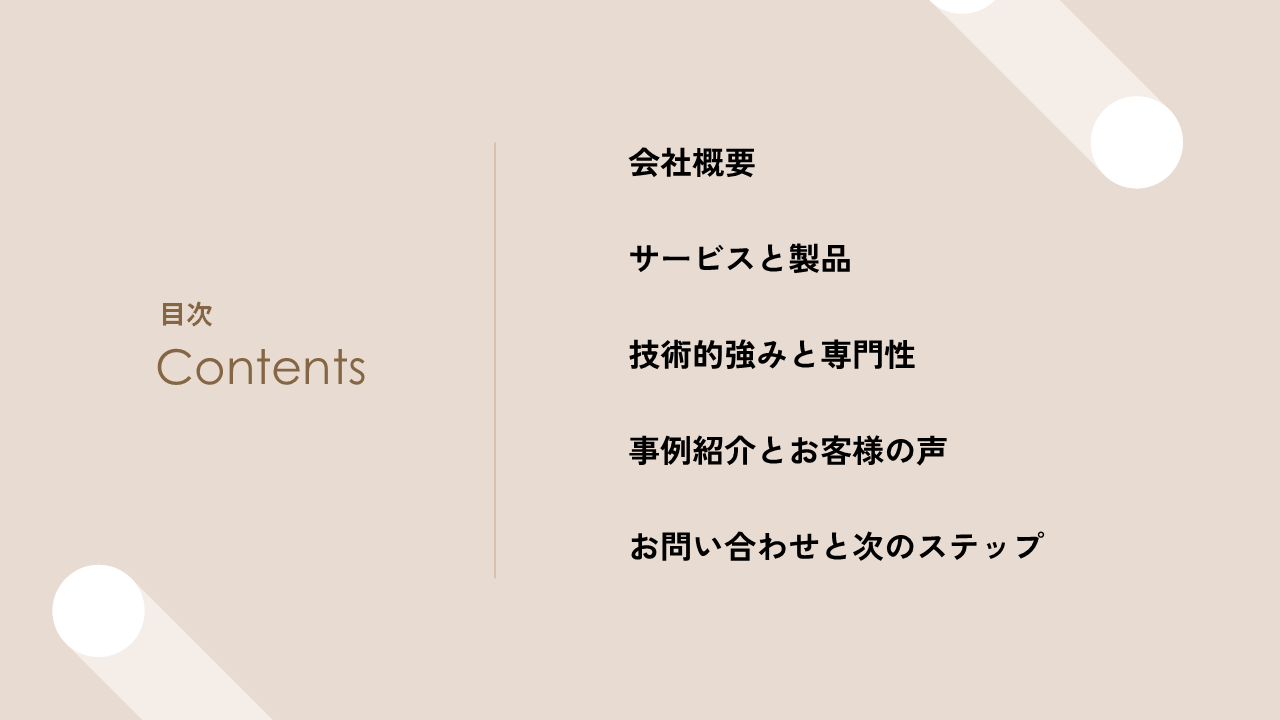 目次
Contents
会社概要
サービスと製品
技術的強みと専門性
事例紹介とお客様の声
お問い合わせと次のステップ